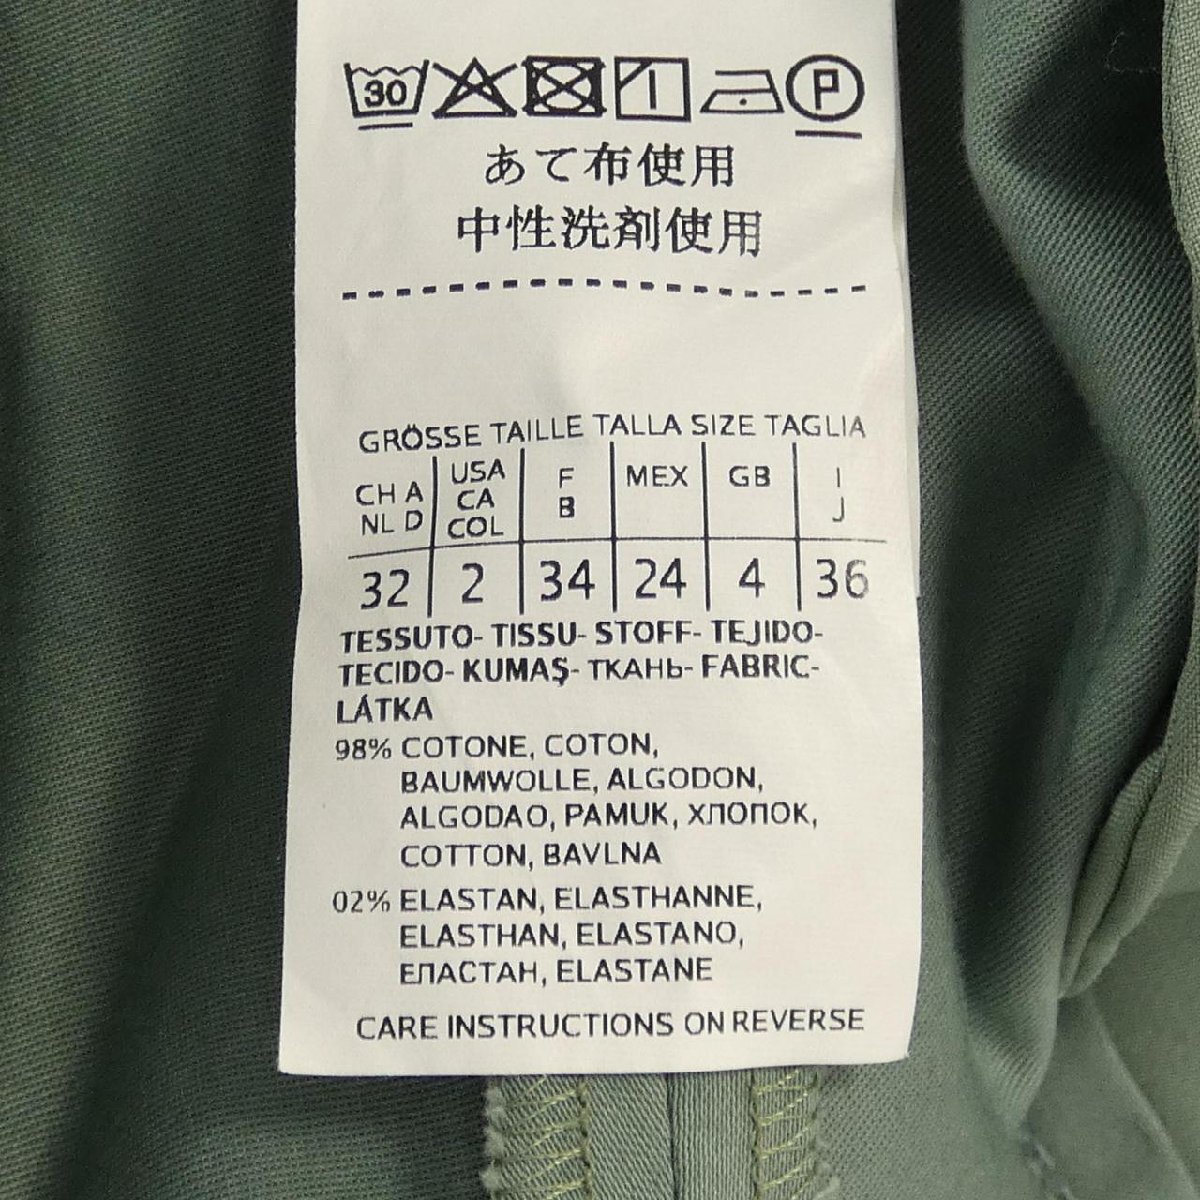 30 P
あて布使用
中性洗剤使用
GRÖSSE TAILLE TALLA SIZE TAGLIA
CH A NL D USA CA COL F B MEX GB I J
32 2 34 24 4 36
TESSUTO- TISSU- STOFF- TEJIDO-
TECIDO- KUMAŞ- ТКАНЬ- FABRIC-
LÁTKA
98% COTONE, COTON,
BAUMWOLLE, ALGODON,
ALGODAO, PAMUK, ХЛОПОК,
COTTON, BAVLNA
02% ELASTAN, ELASTHANNE,
ELASTHAN, ELASTANO,
ЕПАСТАН, ELASTANE
CARE INSTRUCTIONS ON REVERSE